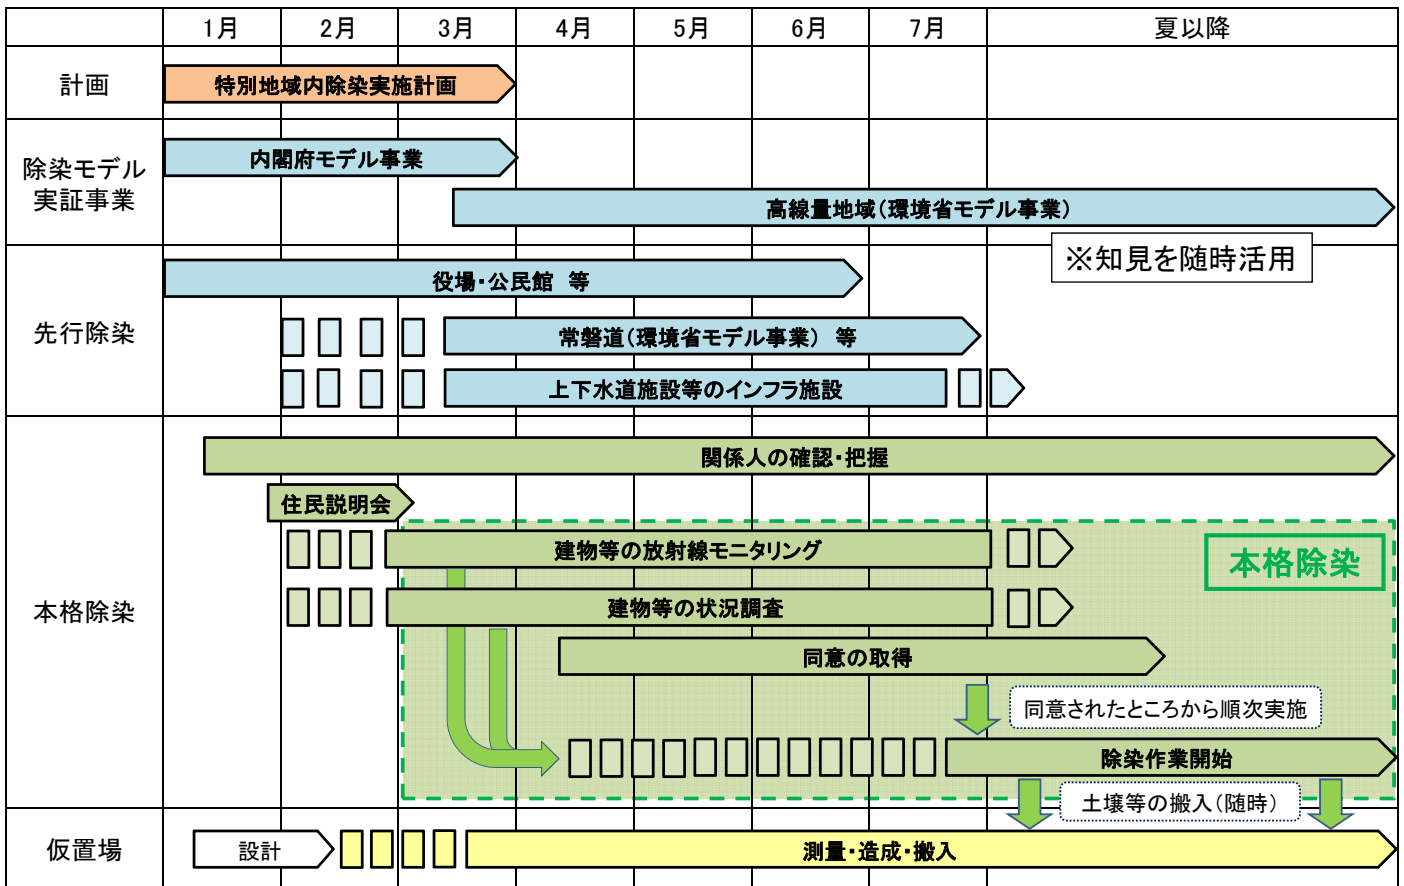 1月 2月 3月 4月 5月 6月 7月 夏以降
計画
特別地域内除染実施計画
除染モデル
実証事業
内閣府モデル事業
高線量地域(環境省モデル事業)
※知見を随時活用
先行除染
役場・公民館 等
常磐道(環境省モデル事業) 等
上下水道施設等のインフラ施設
本格除染
関係人の確認・把握
住民説明会
本格除染
建物等の放射線モニタリング
建物等の状況調査
同意の取得
同意されたところから順次実施
除染作業開始
土壌等の搬入(随時)
仮置場
設計
測量・造成・搬入